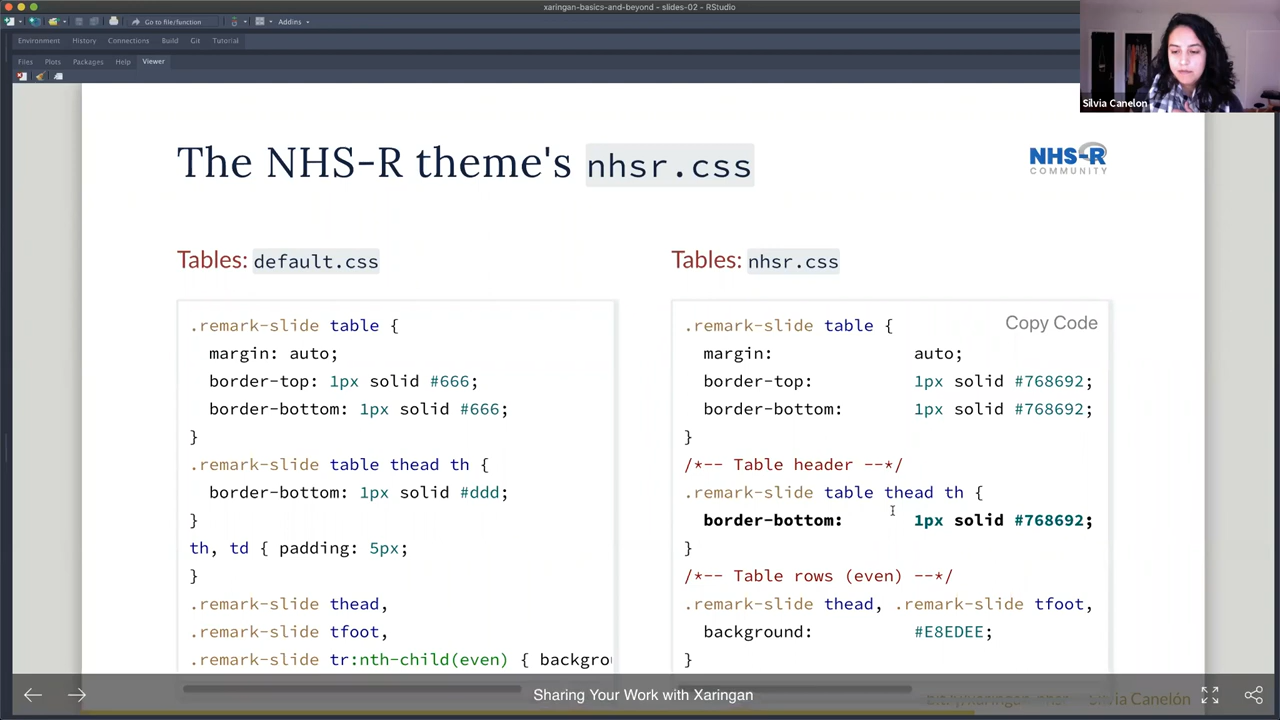 xaringan-basics-and-beyond - slides-02 - RStudio
Go to file/function
Addins
Environment History Connections Build Git Tutorial
Files Plots Packages Help Viewer
Silvia Canelon
The NHS-R theme's nhsr.css
NHS-R
COMMUNITY
Tables: default.css
.remark-slide table {
margin: auto;
border-top: 1px solid #666;
border-bottom: 1px solid #666;
}
.remark-slide table thead th {
border-bottom: 1px solid #ddd;
}
th, td { padding: 5px;
}
.remark-slide thead,
.remark-slide tfoot,
.remark-slide tr:nth-child(even) { backgro
Tables: nhsr.css
Copy Code
.remark-slide table {
margin: auto;
border-top: 1px solid #768692;
border-bottom: 1px solid #768692;
}
/*-- Table header --*/
.remark-slide table thead th {
border-bottom: 1px solid #768692;
}
/*-- Table rows (even) --*/
.remark-slide thead, .remark-slide tfoot,
background: #E8EDEE;
}
Sharing Your Work with Xaringan
Silvia Canelón